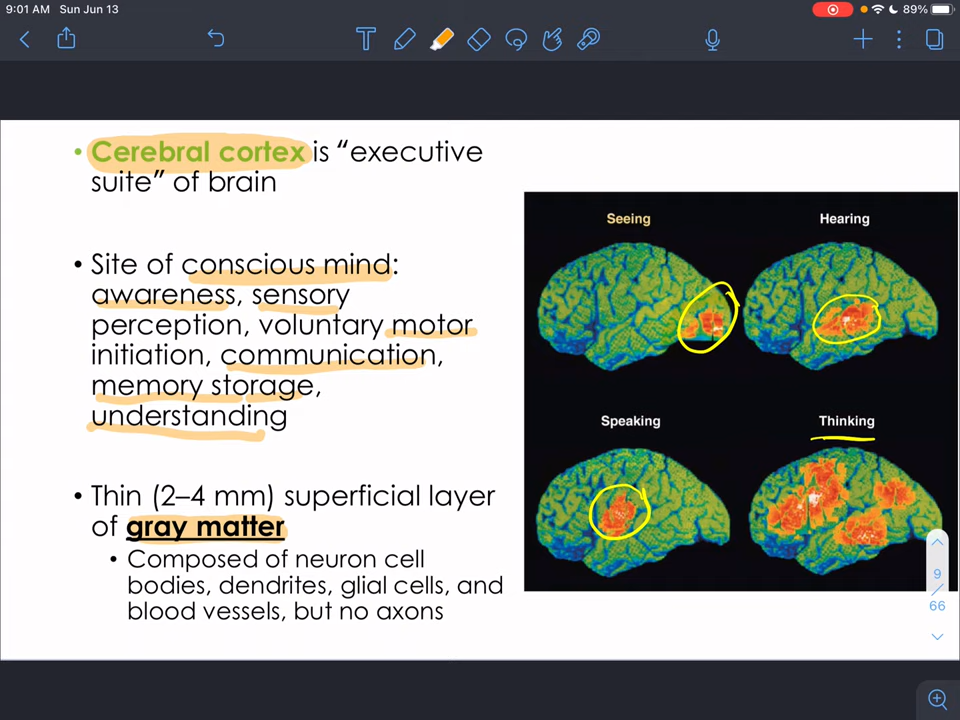 9:01 AM Sun Jun 13
89%
• Cerebral cortex is “executive
suite” of brain
• Site of conscious mind:
awareness, sensory
perception, voluntary motor
initiation, communication,
memory storage,
understanding
• Thin (2–4 mm) superficial layer
of gray matter
• Composed of neuron cell
bodies, dendrites, glial cells, and
blood vessels, but no axons
Seeing
Hearing
Speaking
Thinking
9
/
66